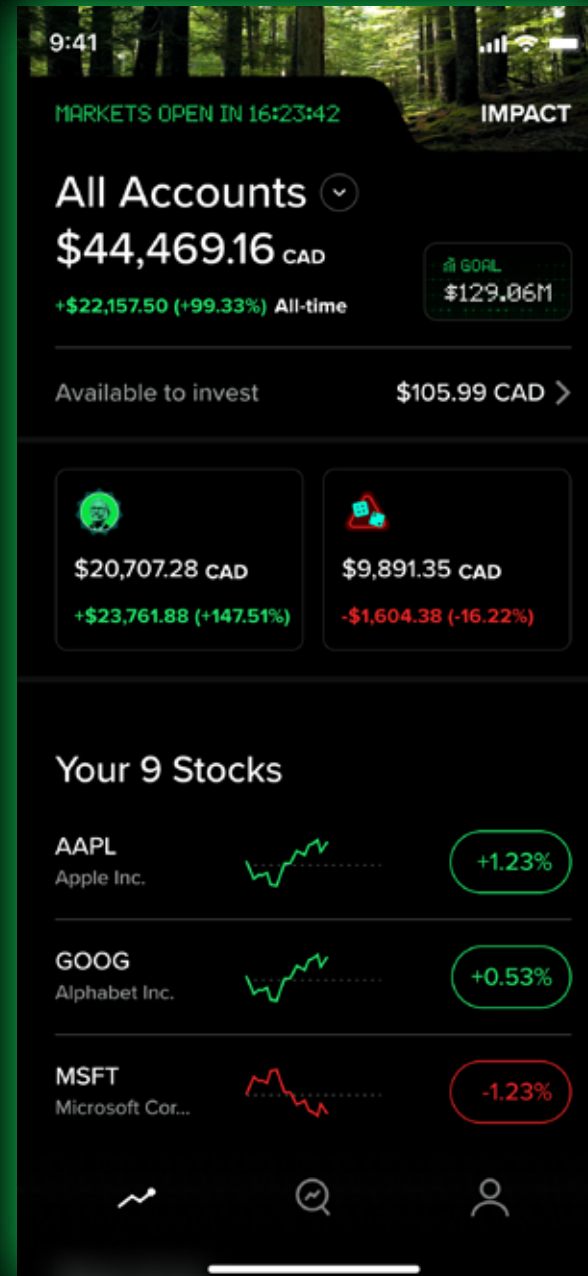 9:41
MARKETS OPEN IN 16:23:42
IMPACT
All Accounts
$44,469.16 CAD
+$22,157.50 (+99.33%) All-time
GOAL
$129.06M
Available to invest
$105.99 CAD
$20,707.28 CAD
+$23,761.88 (+147.51%)
$9,891.35 CAD
-$1,604.38 (-16.22%)
Your 9 Stocks
AAPL
Apple Inc.
+1.23%
GOOG
Alphabet Inc.
+0.53%
MSFT
Microsoft Cor...
-1.23%